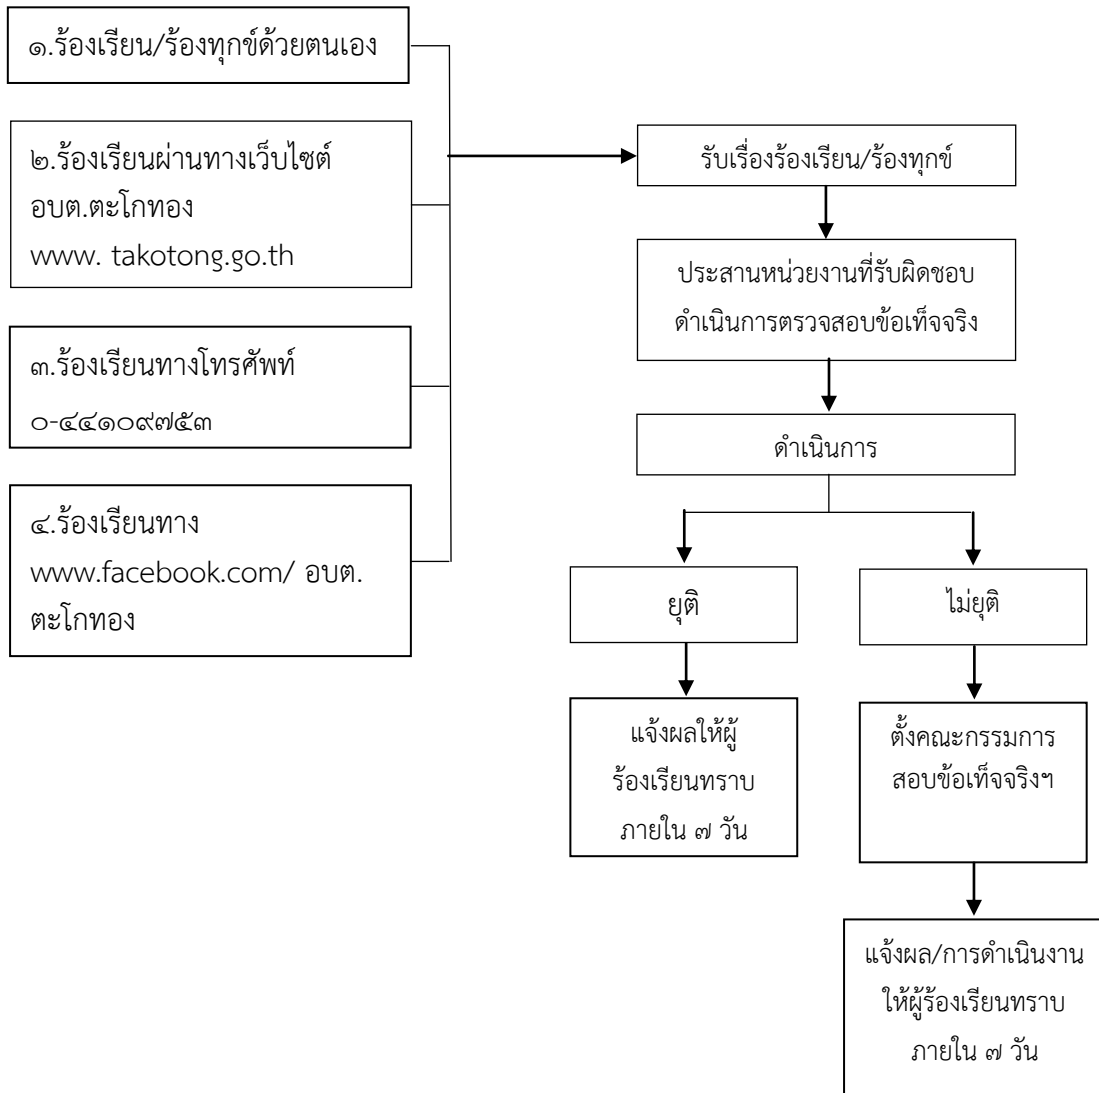 ๑.ร้องเรียน/ร้องทุกข์ด้วยตนเอง
๒.ร้องเรียนผ่านทางเว็บไซต์
อบต.ตะโกทอง
www. takotong.go.th
๓.ร้องเรียนทางโทรศัพท์
๐-๔๔๑๐๙๗๕๓
๔.ร้องเรียนทาง
www.facebook.com/ อบต.
ตะโกทอง
รับเรื่องร้องเรียน/ร้องทุกข์
ประสานหน่วยงานที่รับผิดชอบ
ดำเนินการตรวจสอบข้อเท็จจริง
ดำเนินการ
ยุติ
แจ้งผลให้ผู้
ร้องเรียนทราบ
ภายใน ๗ วัน
ไม่ยุติ
ตั้งคณะกรรมการ
สอบข้อเท็จจริงฯ
แจ้งผล/การดำเนินงาน
ให้ผู้ร้องเรียนทราบ
ภายใน ๗ วัน